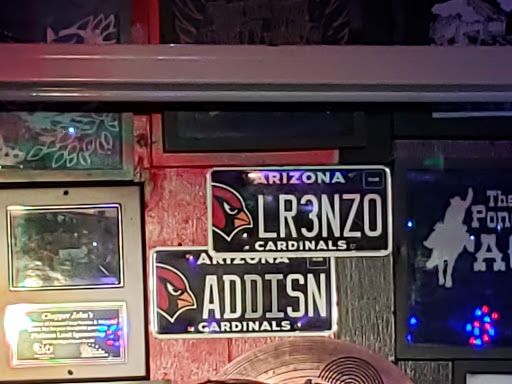 ARIZONA
LR3NZO
CARDINALS
ARIZONA
ADDISN
CARDINALS
The
Pon
A
Chopper John's